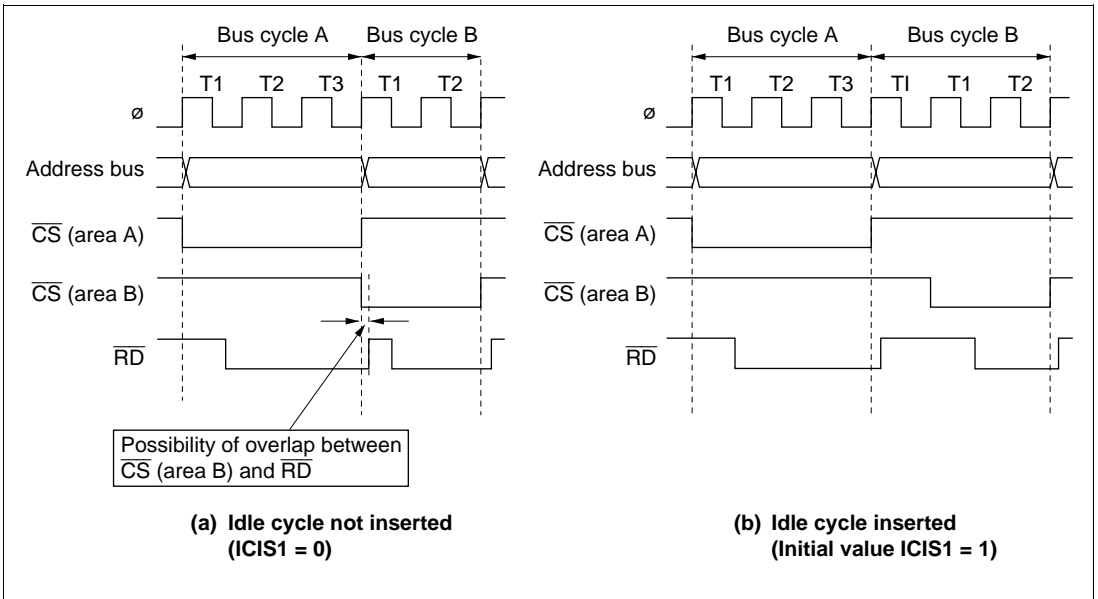 Bus cycle A
Bus cycle B
T1 T2 T3 T1 T2
ø
Address bus
CS (area A)
CS (area B)
RD
Possibility of overlap between
CS (area B) and RD
(a) Idle cycle not inserted
(ICIS1 = 0)
Bus cycle A
Bus cycle B
T1 T2 T3 TI T1 T2
ø
Address bus
CS (area A)
CS (area B)
RD
(b) Idle cycle inserted
(Initial value ICIS1 = 1)